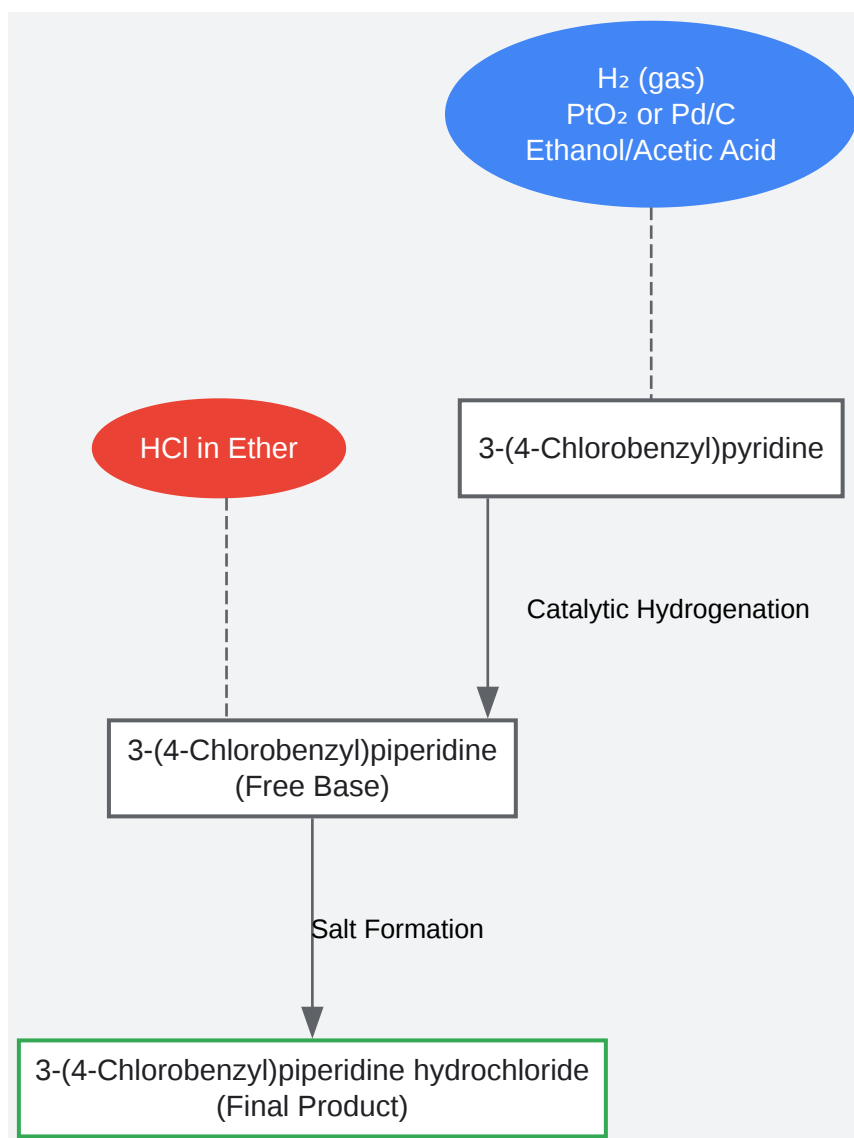 H₂ (gas)
PtO₂ or Pd/C
Ethanol/Acetic Acid
HCl in Ether
3-(4-Chlorobenzyl)pyridine
Catalytic Hydrogenation
3-(4-Chlorobenzyl)piperidine
(Free Base)
Salt Formation
3-(4-Chlorobenzyl)piperidine hydrochloride
(Final Product)